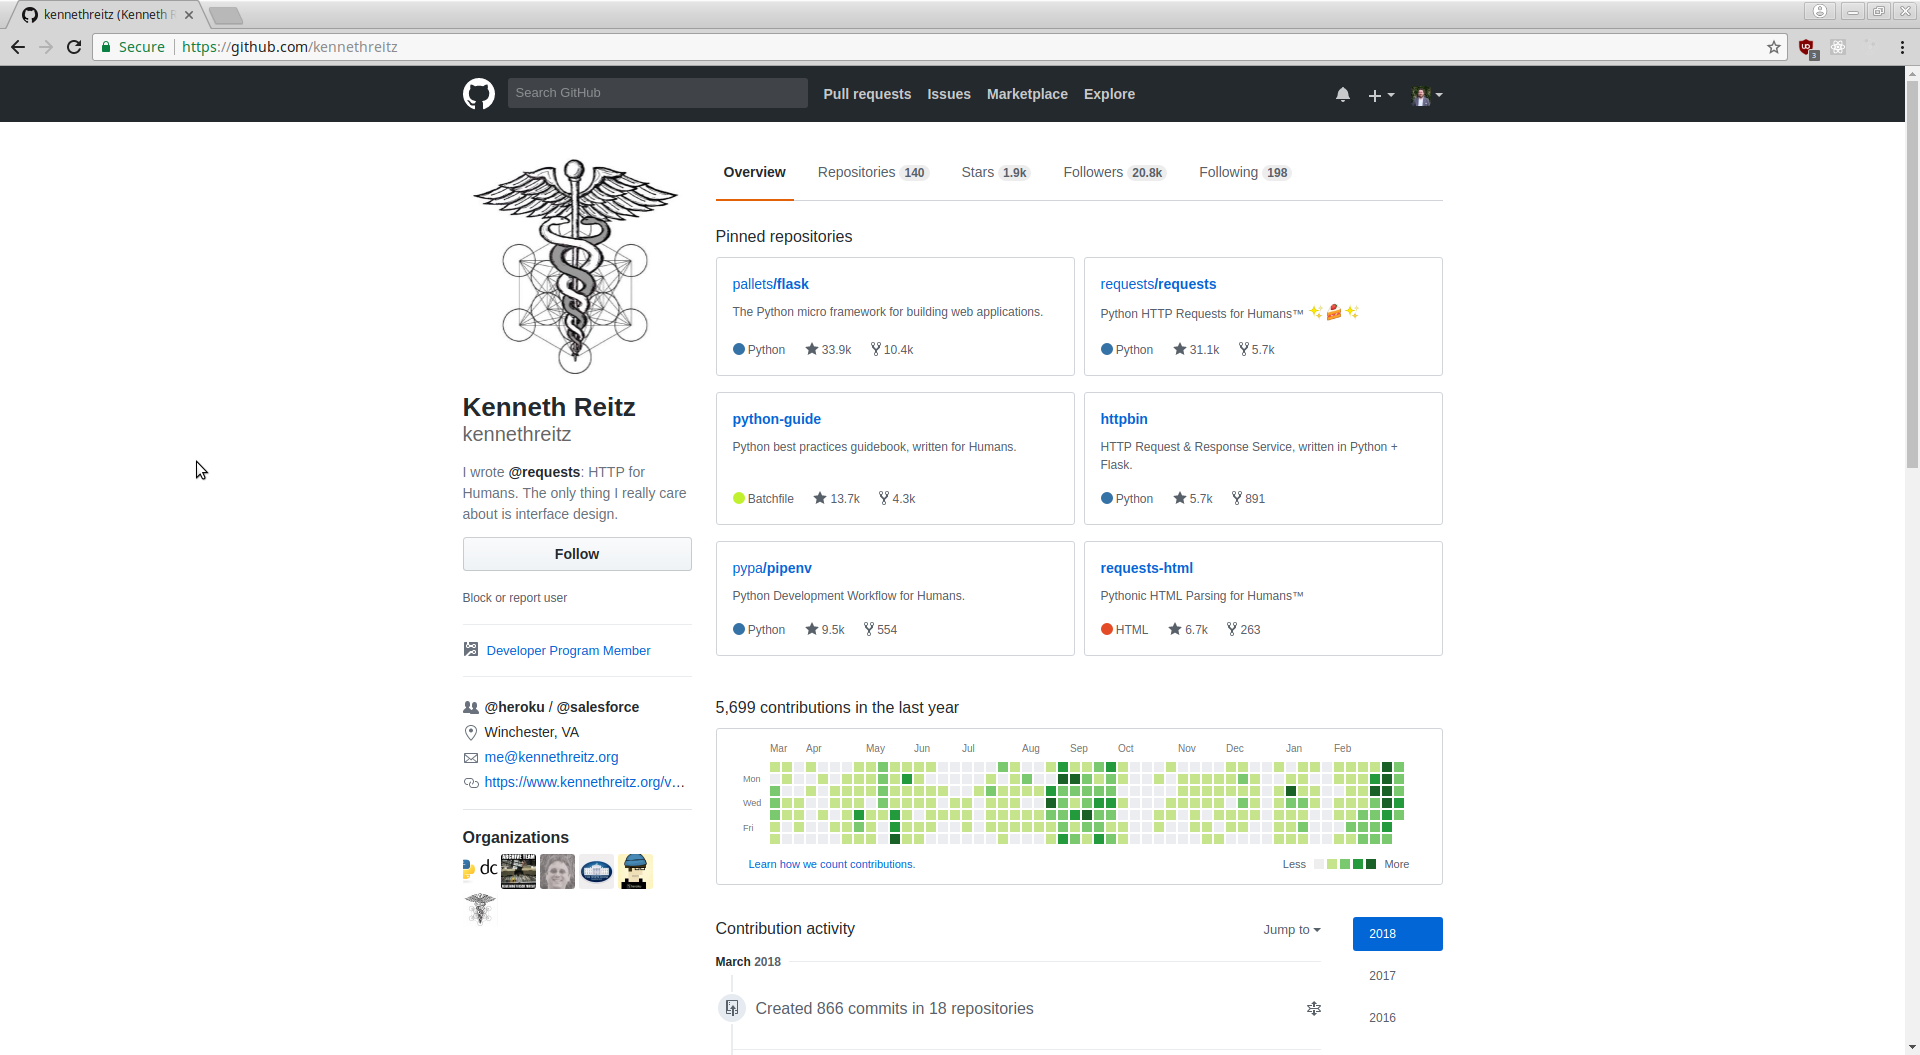 kennethreitz (Kenneth R
Secure https://github.com/kennethreitz
3
Search GitHub
Pull requests Issues Marketplace Explore
Overview Repositories 140 Stars 1.9k Followers 20.8k Following 198
Kenneth Reitz
kennethreitz
I wrote @requests: HTTP for
Humans. The only thing I really care
about is interface design.
Follow
Block or report user
Developer Program Member
@heroku / @salesforce
Winchester, VA
me@kennethreitz.org
https://www.kennethreitz.org/v…
Organizations
dc
ARCHIVE TEAM
Pinned repositories
pallets/flask
The Python micro framework for building web applications.
Python 33.9k 10.4k
requests/requests
Python HTTP Requests for Humans™ ✨🍰✨
Python 31.1k 5.7k
python-guide
Python best practices guidebook, written for Humans.
Batchfile 13.7k 4.3k
httpbin
HTTP Request & Response Service, written in Python +
Flask.
Python 5.7k 891
pypa/pipenv
Python Development Workflow for Humans.
Python 9.5k 554
requests-html
Pythonic HTML Parsing for Humans™
HTML 6.7k 263
5,699 contributions in the last year
Mar Apr May Jun Jul Aug Sep Oct Nov Dec Jan Feb
Mon
Wed
Fri
Learn how we count contributions. Less More
Contribution activity Jump to
2018
2017
2016
March 2018
Created 866 commits in 18 repositories